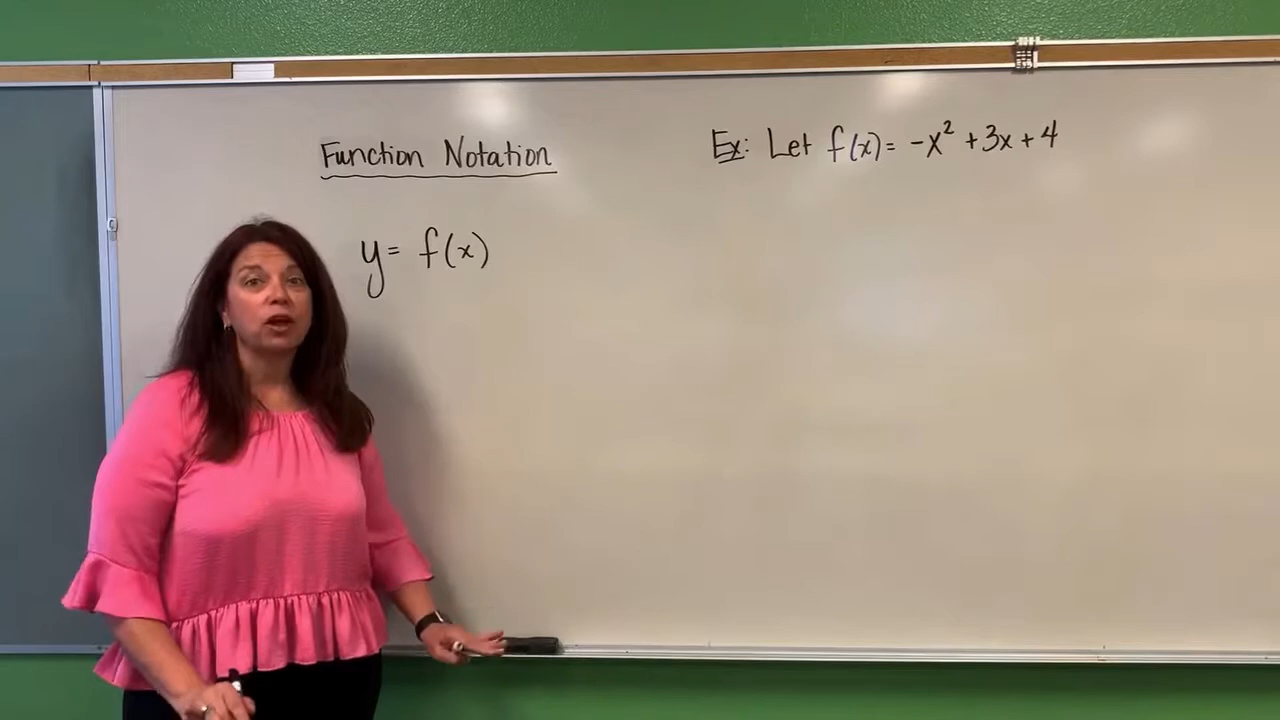 Function Notation
y = f(x)
Ex: Let f(x) = -x² + 3x + 4